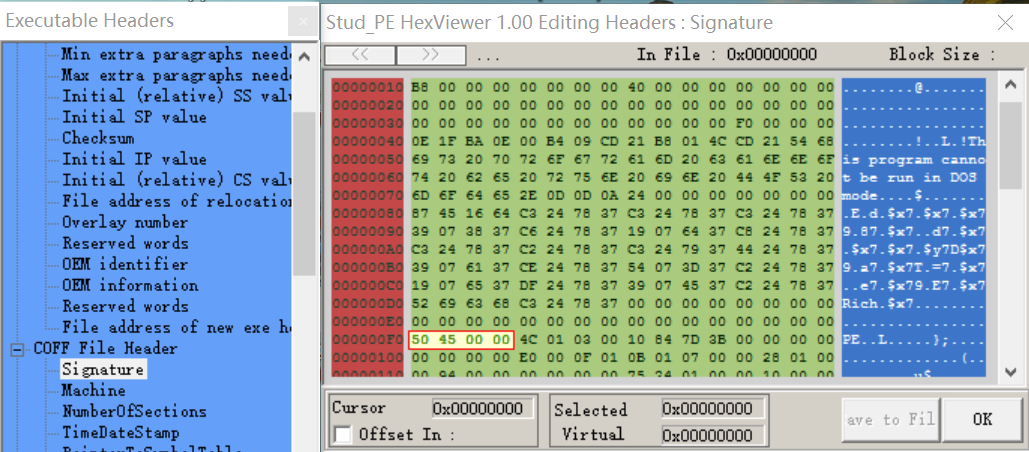 Executable Headers
Min extra paragraphs neede
Max extra paragraphs neede
Initial (relative) SS valu
Initial SP value
Checksum
Initial IP value
Initial (relative) CS valu
File address of relocation
Overlay number
Reserved words
OEM identifier
OEM information
Reserved words
File address of new exe he
COFF File Header
Signature
Machine
NumberOfSections
TimeDateStamp
Stud_PE HexViewer 1.00 Editing Headers : Signature
<< >> ... In File : 0x00000000 Block Size :
00000010 B8 00 00 00 00 00 00 00 40 00 00 00 00 00 00 00 ........@.......
00000020 00 00 00 00 00 00 00 00 00 00 00 00 00 00 00 00 ................
00000030 00 00 00 00 00 00 00 00 00 00 00 00 F0 00 00 00 ................
00000040 0E 1F BA 0E 00 B4 09 CD 21 B8 01 4C CD 21 54 68 ........!..L.!Th
00000050 69 73 20 70 72 6F 67 72 61 6D 20 63 61 6E 6E 6F is program canno
00000060 74 20 62 65 20 72 75 6E 20 69 6E 20 44 4F 53 20 t be run in DOS
00000070 6D 6F 64 65 2E 0D 0D 0A 24 00 00 00 00 00 00 00 mode....$.......
00000080 87 45 16 64 C3 24 78 37 C3 24 78 37 C3 24 78 37 .E.d.$x7.$x7.$x7
00000090 39 07 38 37 C6 24 78 37 19 07 64 37 C8 24 78 37 9.87.$x7..d7.$x7
000000A0 C3 24 78 37 C2 24 78 37 C3 24 79 37 44 24 78 37 .$x7.$x7.$y7D$x7
000000B0 39 07 61 37 CE 24 78 37 54 07 3D 37 C2 24 78 37 9.a7.$x7T.=7.$x7
000000C0 19 07 65 37 DF 24 78 37 39 07 45 37 C2 24 78 37 ..e7.$x79.E7.$x7
000000D0 52 69 63 68 C3 24 78 37 00 00 00 00 00 00 00 00 Rich.$x7........
000000E0 00 00 00 00 00 00 00 00 00 00 00 00 00 00 00 00 ................
000000F0 50 45 00 00 4C 01 03 00 10 84 7D 3B 00 00 00 00 PE..L.....};....
00000100 00 00 00 00 E0 00 0F 01 0B 01 07 00 00 28 01 00 .............(..
Cursor 0x00000000
Offset In :
Selected 0x00000000
Virtual 0x00000000
ave to Fil
OK